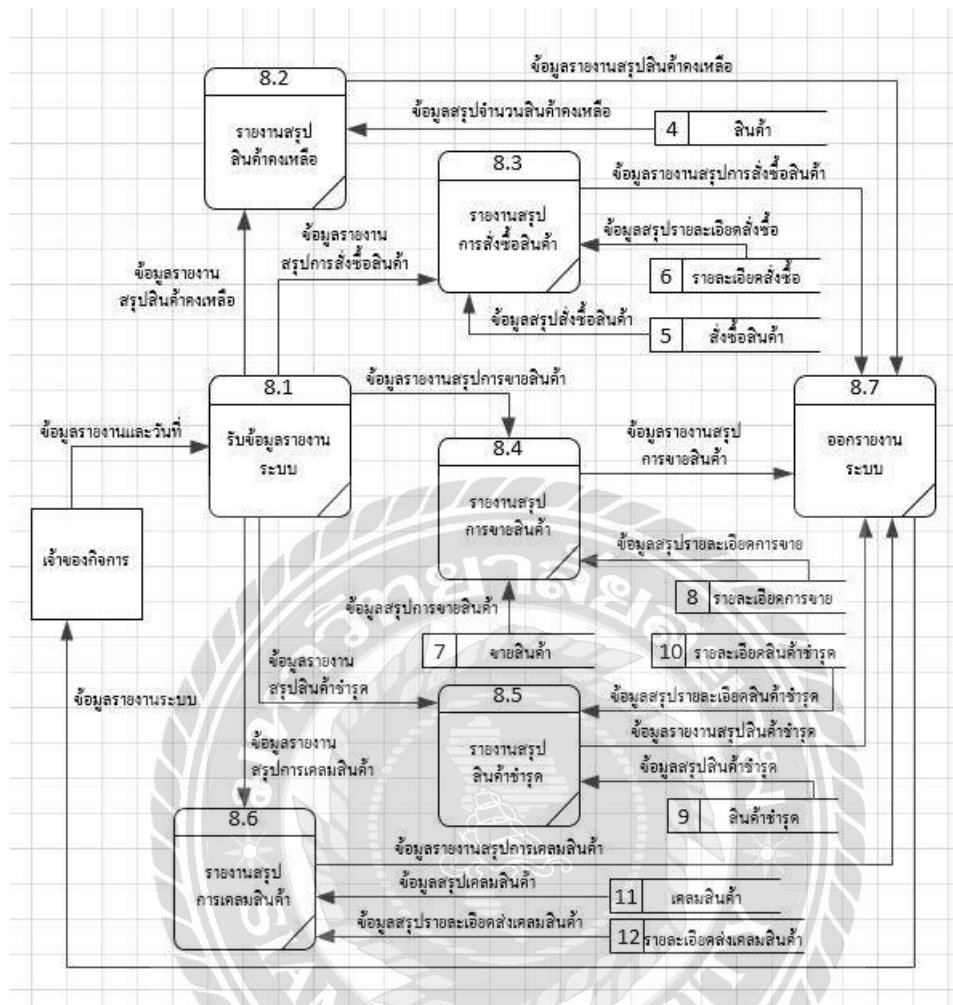 ข้อมูลรายงานสรุปสินค้าคงเหลือ
8.2
รายงานสรุป
สินค้าคงเหลือ
ข้อมูลสรุปจำนวนสินค้าคงเหลือ
4 สินค้า
8.3
รายงานสรุป
การสั่งซื้อสินค้า
ข้อมูลรายงานสรุปการสั่งซื้อสินค้า
ข้อมูลสรุปรายละเอียดสั่งซื้อ
6 รายละเอียดสั่งซื้อ
ข้อมูลรายงาน
สรุปการสั่งซื้อสินค้า
ข้อมูลรายงาน
สรุปสินค้าคงเหลือ
ข้อมูลสรุปสั่งซื้อสินค้า
5 สั่งซื้อสินค้า
8.1
รับข้อมูลรายงาน
ระบบ
ข้อมูลรายงานสรุปการขายสินค้า
8.7
ออกรายงาน
ระบบ
ข้อมูลรายงานและวันที่
8.4
รายงานสรุป
การขายสินค้า
ข้อมูลรายงานสรุป
การขายสินค้า
เจ้าของกิจการ
ข้อมูลสรุปรายละเอียดการขาย
8 รายละเอียดการขาย
ข้อมูลสรุปการขายสินค้า
7 ขายสินค้า
10 รายละเอียดสินค้าชำรุด
ข้อมูลรายงาน
สรุปสินค้าชำรุด
ข้อมูลรายงานระบบ
8.5
รายงานสรุป
สินค้าชำรุด
ข้อมูลสรุปรายละเอียดสินค้าชำรุด
ข้อมูลรายงานสรุปสินค้าชำรุด
ข้อมูลสรุปสินค้าชำรุด
9 สินค้าชำรุด
ข้อมูลรายงาน
สรุปการเคลมสินค้า
8.6
รายงานสรุป
การเคลมสินค้า
ข้อมูลรายงานสรุปการเคลมสินค้า
ข้อมูลสรุปเคลมสินค้า
11 เคลมสินค้า
ข้อมูลสรุปรายละเอียดส่งเคลมสินค้า
12 รายละเอียดส่งเคลมสินค้า